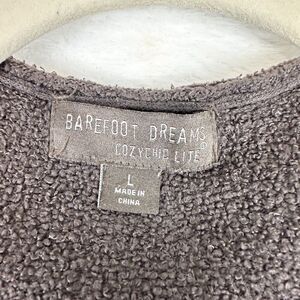 BAREFOOT DREAMS®
COZYCHIC LITE®
L
MADE IN
CHINA